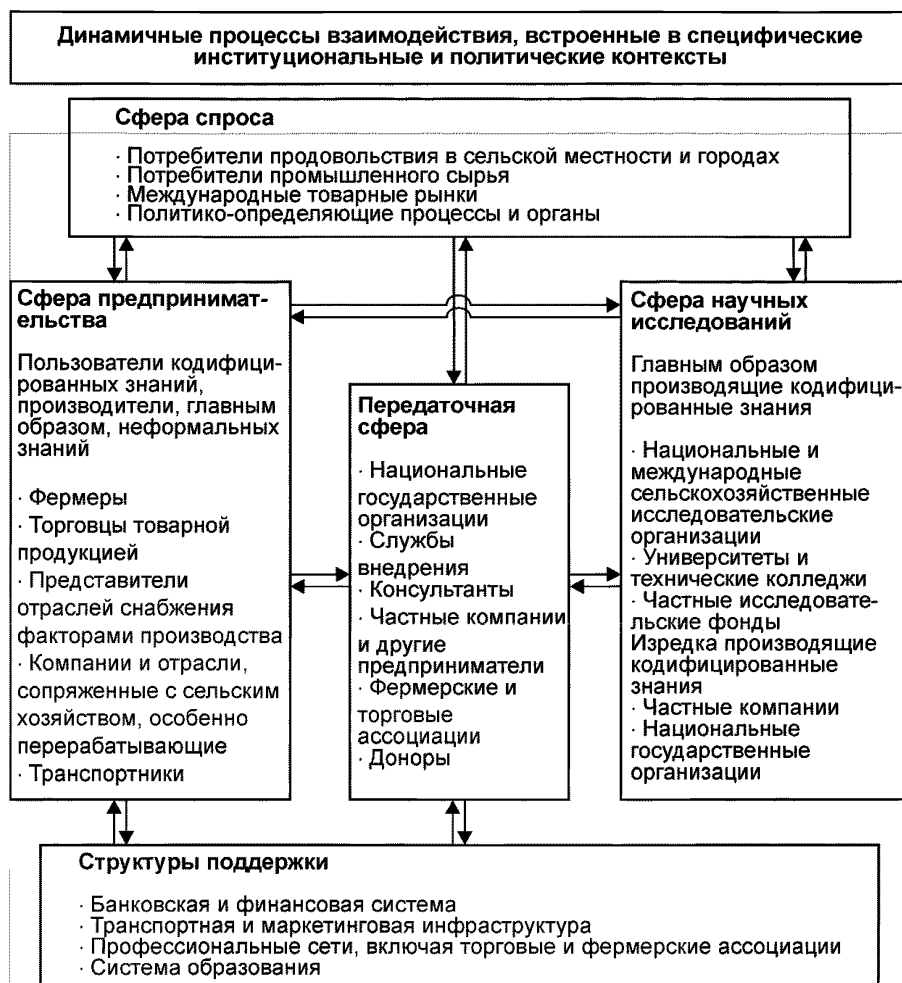 Динамичные процессы взаимодействия, встроенные в специфические
институциональные и политические контексты
Сфера спроса
· Потребители продовольствия в сельской местности и городах
· Потребители промышленного сырья
· Международные товарные рынки
· Политико-определяющие процессы и органы
Сфера предпринимат-
ельства
Пользователи кодифици-
рованных знаний,
производители, главным
образом, неформальных
знаний
· Фермеры
· Торговцы товарной
продукцией
· Представители
отраслей снабжения
факторами производства
· Компании и отрасли,
сопряженные с сельским
хозяйством, особенно
перерабатывающие
· Транспортники
Передаточная
сфера
· Национальные
государственные
организации
· Службы
внедрения
· Консультанты
· Частные компании
и другие
предприниматели
· Фермерские и
торговые
ассоциации
· Доноры
Сфера научных
исследований
Главным образом
производящие кодифици-
рованные знания
· Национальные и
международные
сельскохозяйственные
исследовательские
организации
· Университеты и
технические колледжи
· Частные исследова-
тельские фонды
Изредка производящие
кодифицированные
знания
· Частные компании
· Национальные
государственные
организации
Структуры поддержки
· Банковская и финансовая система
· Транспортная и маркетинговая инфраструктура
· Профессиональные сети, включая торговые и фермерские ассоциации
· Система образования